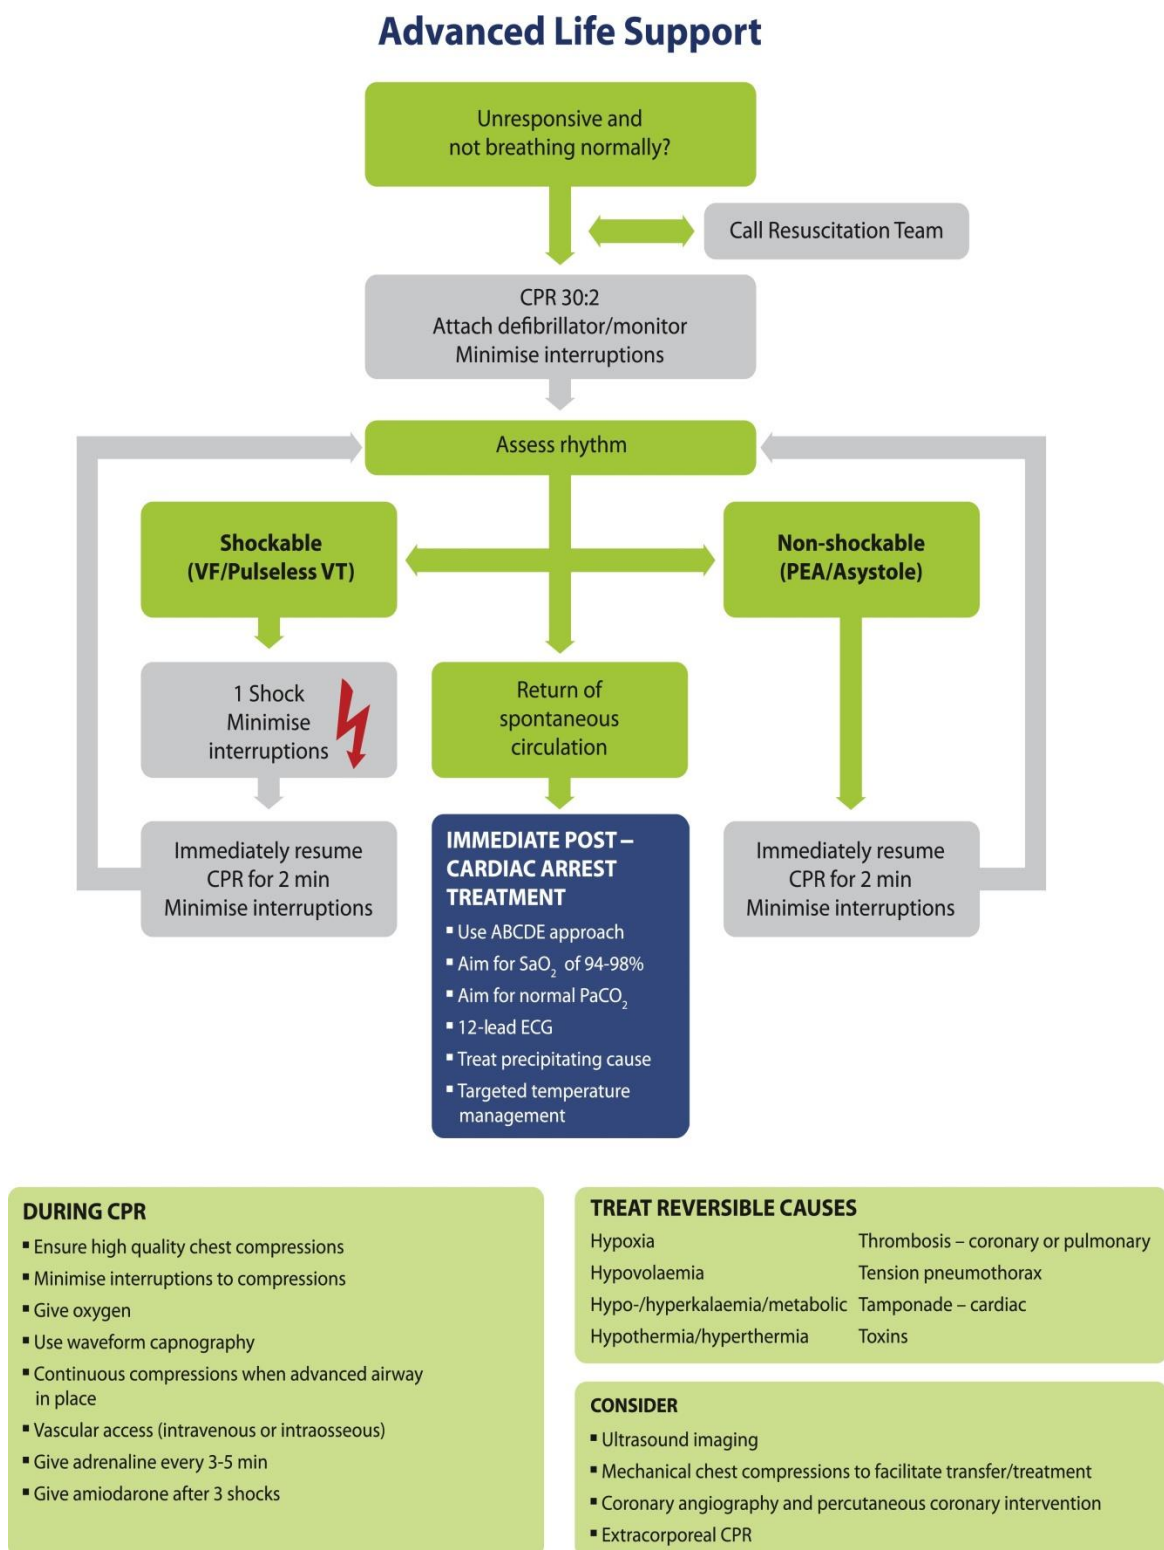 Advanced Life Support
Unresponsive and
not breathing normally?
Call Resuscitation Team
CPR 30:2
Attach defibrillator/monitor
Minimise interruptions
Assess rhythm
Shockable
(VF/Pulseless VT)
Non-shockable
(PEA/Asystole)
1 Shock
Minimise
interruptions
Return of
spontaneous
circulation
Immediately resume
CPR for 2 min
Minimise interruptions
IMMEDIATE POST –
CARDIAC ARREST
TREATMENT
▪ Use ABCDE approach
▪ Aim for SaO₂ of 94-98%
▪ Aim for normal PaCO₂
▪ 12-lead ECG
▪ Treat precipitating cause
▪ Targeted temperature
management
Immediately resume
CPR for 2 min
Minimise interruptions
DURING CPR
▪ Ensure high quality chest compressions
▪ Minimise interruptions to compressions
▪ Give oxygen
▪ Use waveform capnography
▪ Continuous compressions when advanced airway
in place
▪ Vascular access (intravenous or intraosseous)
▪ Give adrenaline every 3-5 min
▪ Give amiodarone after 3 shocks
TREAT REVERSIBLE CAUSES
Hypoxia Thrombosis – coronary or pulmonary
Hypovolaemia Tension pneumothorax
Hypo-/hyperkalaemia/metabolic Tamponade – cardiac
Hypothermia/hyperthermia Toxins
CONSIDER
▪ Ultrasound imaging
▪ Mechanical chest compressions to facilitate transfer/treatment
▪ Coronary angiography and percutaneous coronary intervention
▪ Extracorporeal CPR